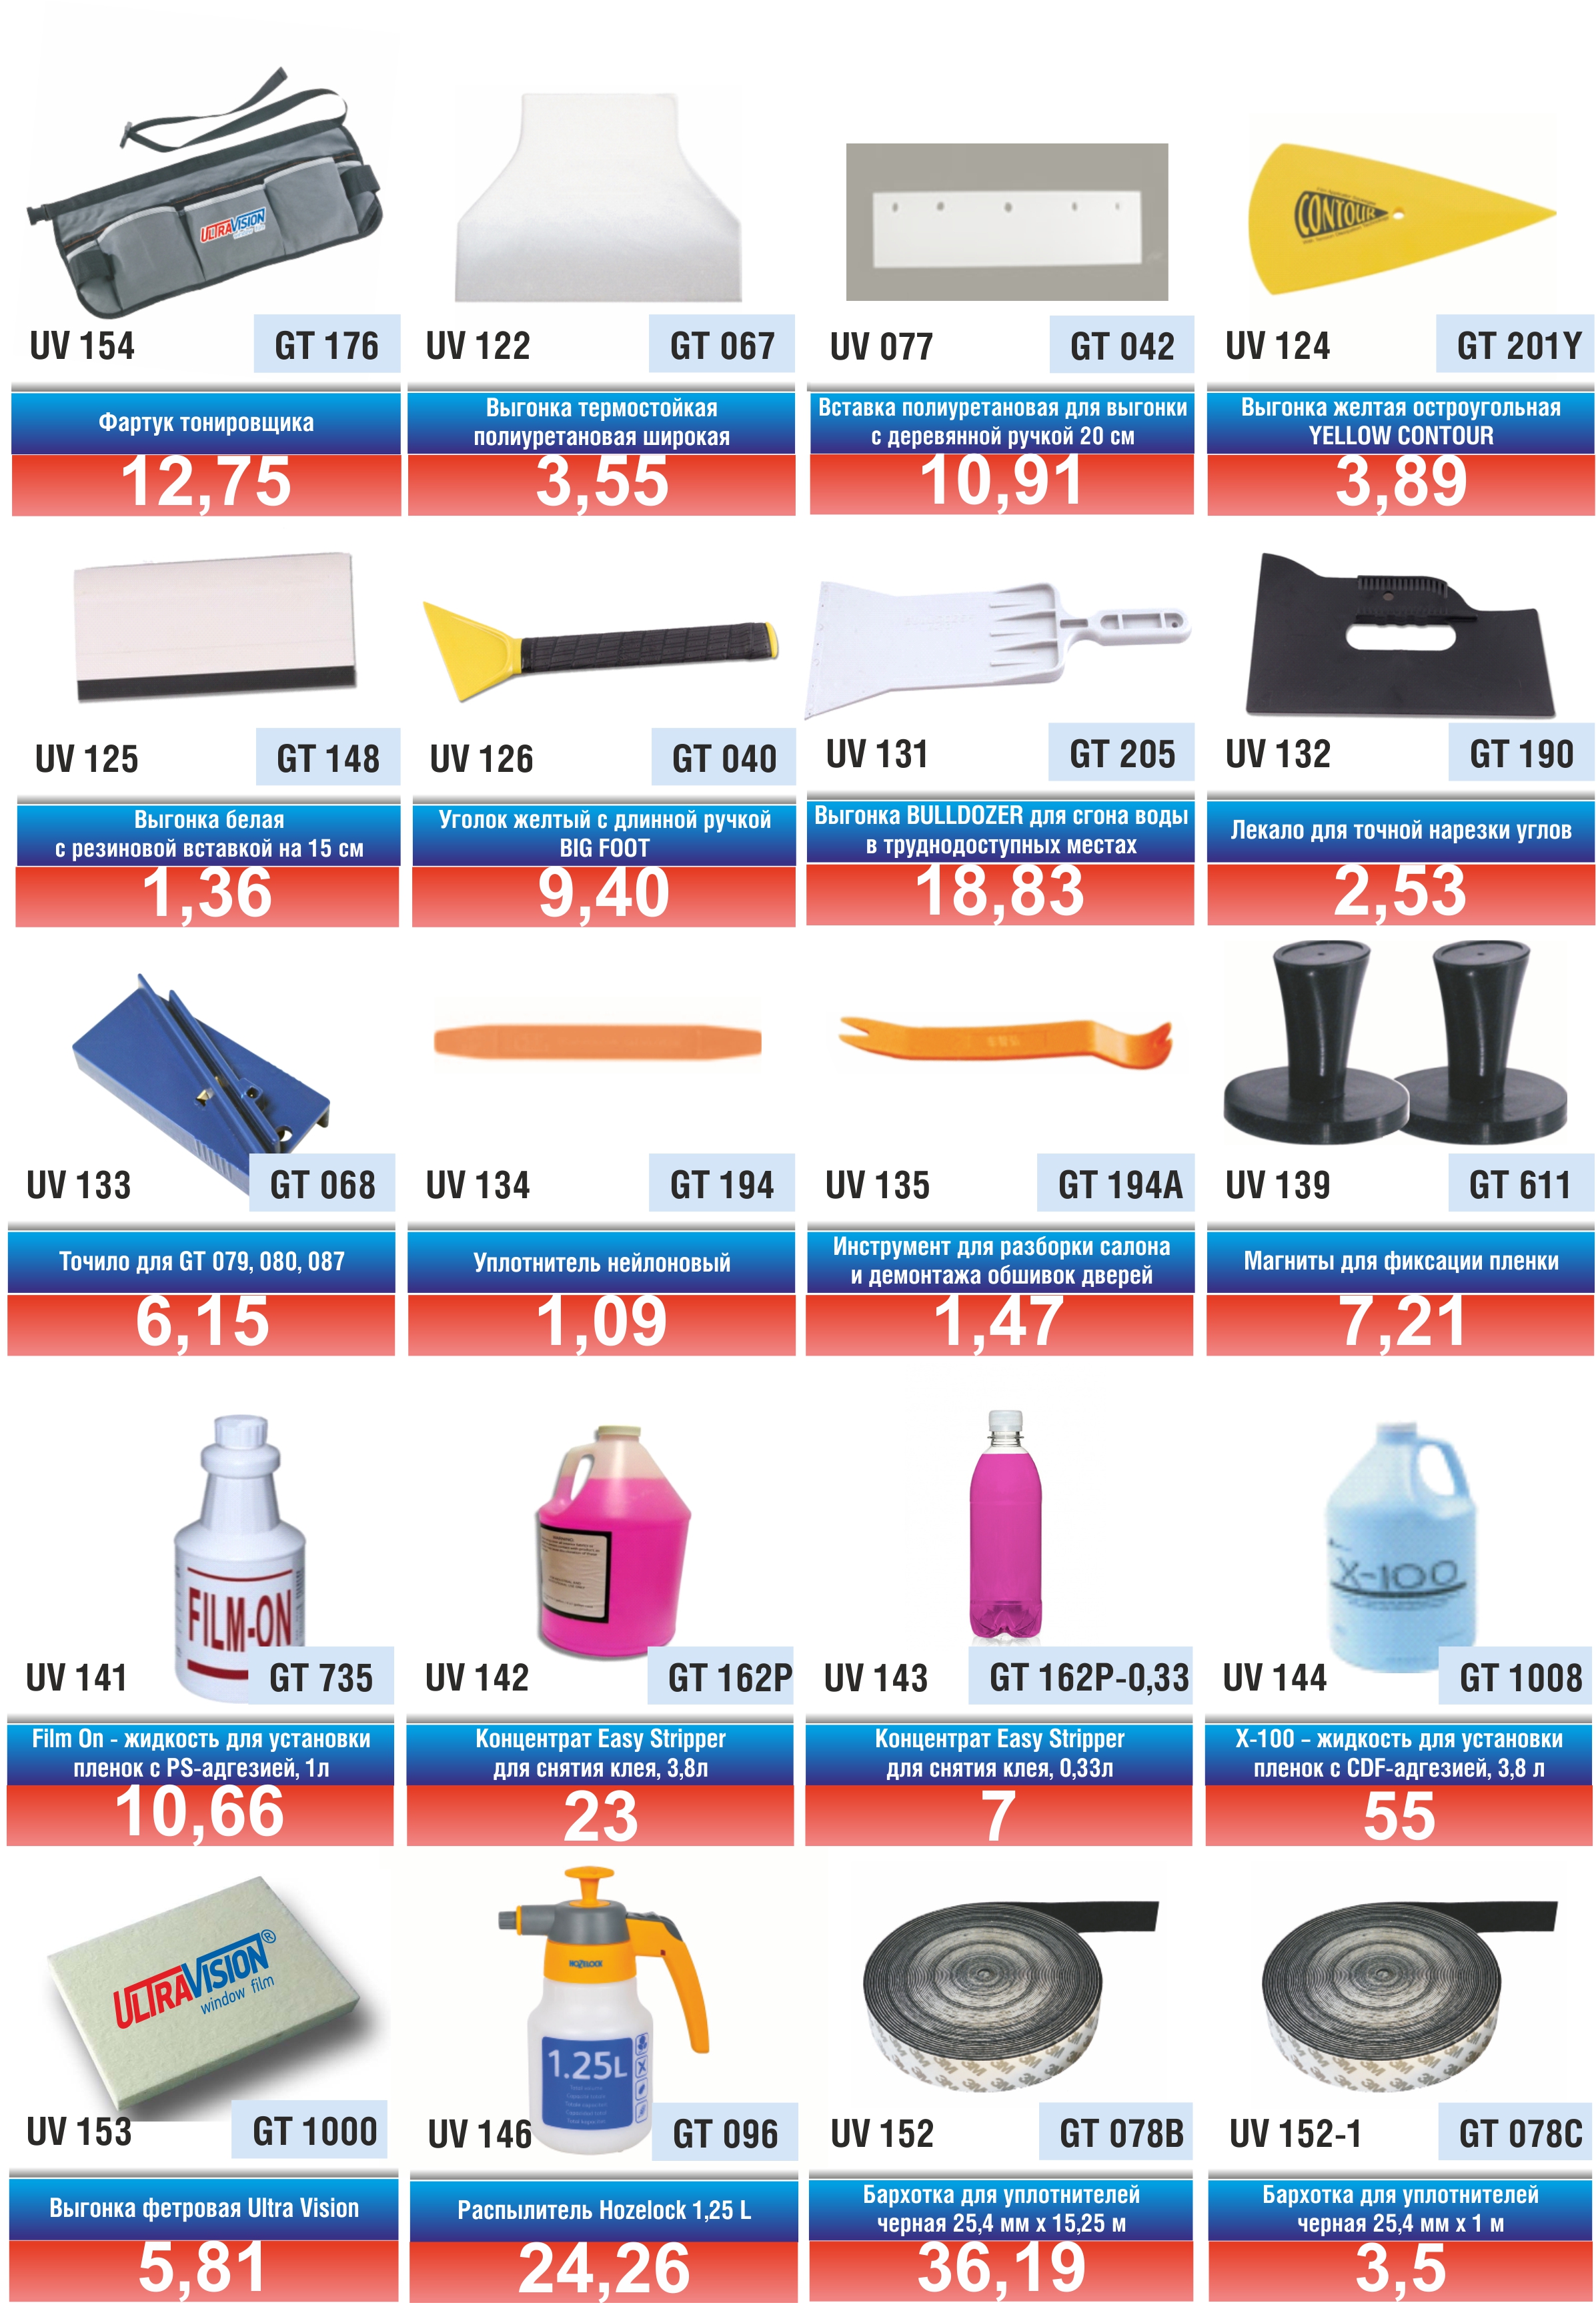 ULTRAVISION
CONTOUR
UV 154
GT 176
UV 122
GT 067
UV 077
GT 042
UV 124
GT 201Y
Фартук тонировщика
Выгонка термостойкая
полиуретановая широкая
Вставка полиуретановая для выгонки
с деревянной ручкой 20 см
Выгонка желтая остроугольная
YELLOW CONTOUR
12,75
3,55
10,91
3,89
UV 125
GT 148
UV 126
GT 040
UV 131
GT 205
UV 132
GT 190
Выгонка белая
с резиновой вставкой на 15 см
Уголок желтый с длинной ручкой
BIG FOOT
Выгонка BULLDOZER для сгона воды
в труднодоступных местах
Лекало для точной нарезки углов
1,36
9,40
18,83
2,53
UV 133
GT 068
UV 134
GT 194
UV 135
GT 194A
UV 139
GT 611
Точило для GT 079, 080, 087
Уплотнитель нейлоновый
Инструмент для разборки салона
и демонтажа обшивок дверей
Магниты для фиксации пленки
6,15
1,09
1,47
7,21
FILM-ON
X-100
UV 141
GT 735
UV 142
GT 162P
UV 143
GT 162P-0,33
UV 144
GT 1008
Film On - жидкость для установки
пленок с PS-адгезией, 1л
Концентрат Easy Stripper
для снятия клея, 3,8л
Концентрат Easy Stripper
для снятия клея, 0,33л
X-100 – жидкость для установки
пленок с CDF-адгезией, 3,8 л
10,66
23
7
55
ULTRAVISION®
window film
HOZELOCK
1.25L
3M
3M
UV 153
GT 1000
UV 146
GT 096
UV 152
GT 078B
UV 152-1
GT 078C
Выгонка фетровая Ultra Vision
Распылитель Hozelock 1,25 L
Бархотка для уплотнителей
черная 25,4 мм x 15,25 м
Бархотка для уплотнителей
черная 25,4 мм x 1 м
5,81
24,26
36,19
3,5